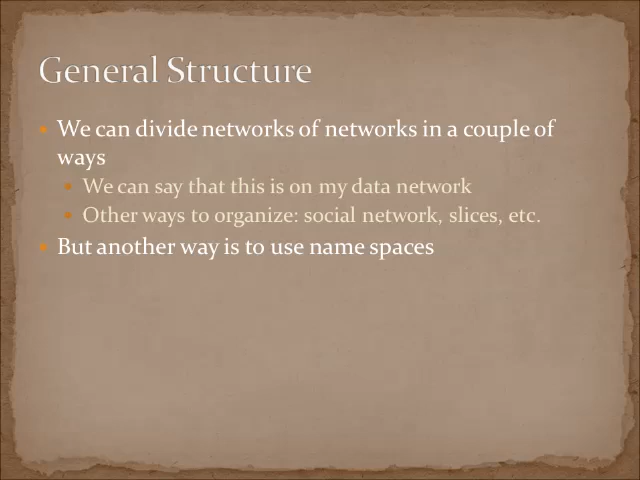 General Structure
We can divide networks of networks in a couple of
ways
We can say that this is on my data network
Other ways to organize: social network, slices, etc.
But another way is to use name spaces